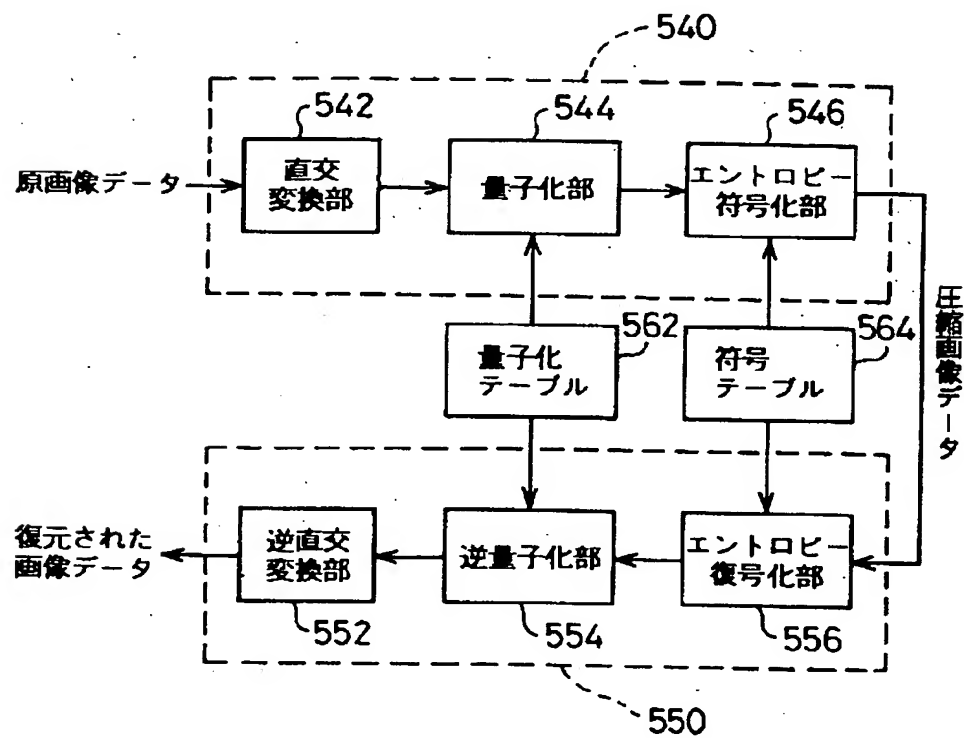 540
542
544
546
原画像データ
直交
変換部
量子化部
エントロピー
符号化部
562
564
量子化
テーブル
符号
テーブル
圧縮画像データ
復元された
画像データ
逆直交
変換部
逆量子化部
エントロピー
復号化部
552
554
556
550